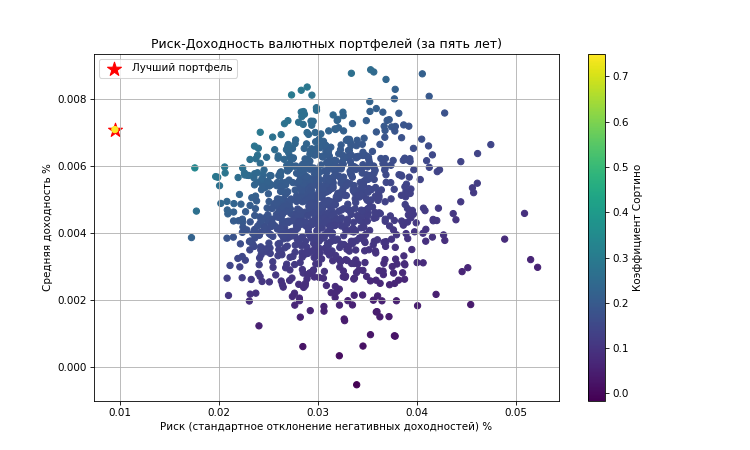 Риск-Доходность валютных портфелей (за пять лет)
Лучший портфель
Средняя доходность %
0.008
0.006
0.004
0.002
0.000
0.01 0.02 0.03 0.04 0.05
Риск (стандартное отклонение негативных доходностей) %
0.7
0.6
0.5
0.4
0.3
0.2
0.1
0.0
Коэффициент Сортино